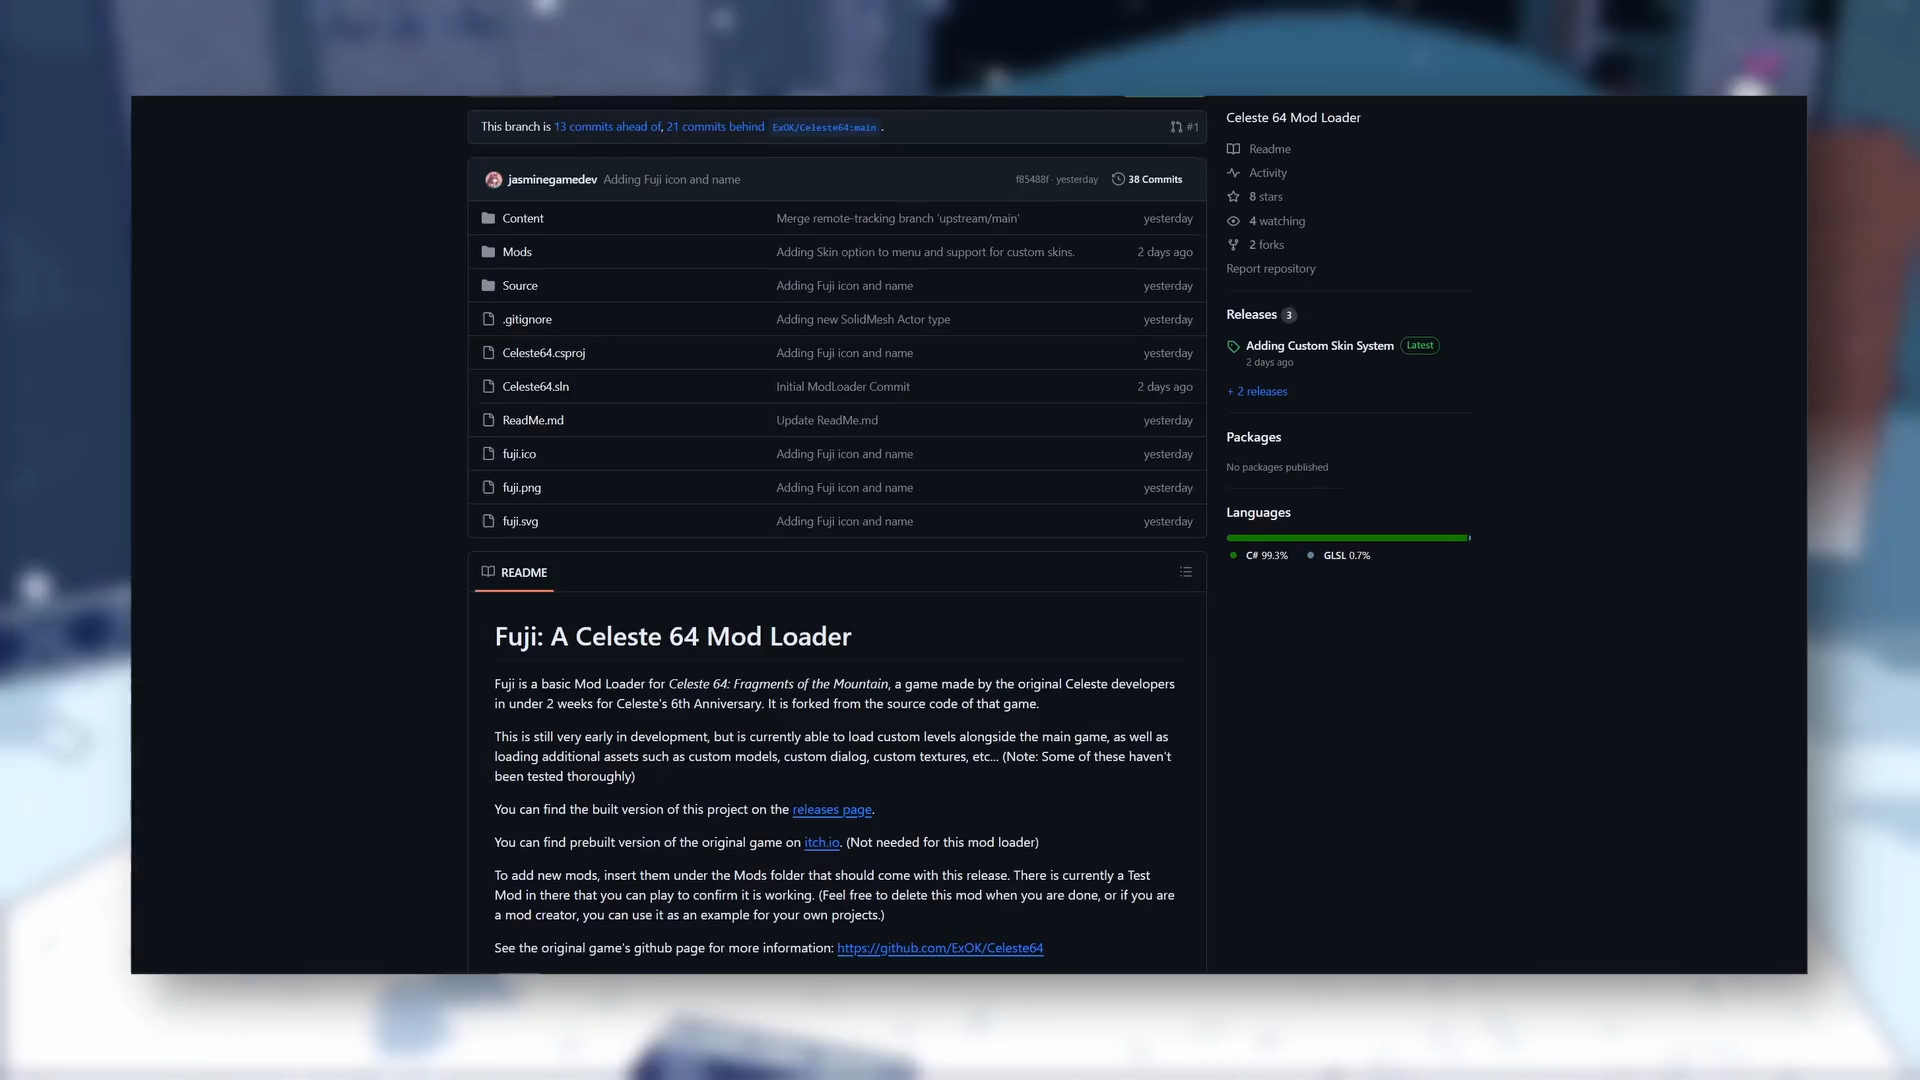 This branch is 13 commits ahead of, 21 commits behind ExOK/Celeste64:main .
#1
jasminegamedev Adding Fuji icon and name f85488f · yesterday 38 Commits
Content Merge remote-tracking branch 'upstream/main' yesterday
Mods Adding Skin option to menu and support for custom skins. 2 days ago
Source Adding Fuji icon and name yesterday
.gitignore Adding new SolidMesh Actor type yesterday
Celeste64.csproj Adding Fuji icon and name yesterday
Celeste64.sln Initial ModLoader Commit 2 days ago
ReadMe.md Update ReadMe.md yesterday
fuji.ico Adding Fuji icon and name yesterday
fuji.png Adding Fuji icon and name yesterday
fuji.svg Adding Fuji icon and name yesterday
README
Fuji: A Celeste 64 Mod Loader
Fuji is a basic Mod Loader for Celeste 64: Fragments of the Mountain, a game made by the original Celeste developers
in under 2 weeks for Celeste's 6th Anniversary. It is forked from the source code of that game.
This is still very early in development, but is currently able to load custom levels alongside the main game, as well as
loading additional assets such as custom models, custom dialog, custom textures, etc... (Note: Some of these haven't
been tested thoroughly)
You can find the built version of this project on the releases page.
You can find prebuilt version of the original game on itch.io. (Not needed for this mod loader)
To add new mods, insert them under the Mods folder that should come with this release. There is currently a Test
Mod in there that you can play to confirm it is working. (Feel free to delete this mod when you are done, or if you are
a mod creator, you can use it as an example for your own projects.)
See the original game's github page for more information: https://github.com/ExOK/Celeste64
Celeste 64 Mod Loader
Readme
Activity
8 stars
4 watching
2 forks
Report repository
Releases 3
Adding Custom Skin System Latest
2 days ago
+ 2 releases
Packages
No packages published
Languages
C# 99.3% GLSL 0.7%